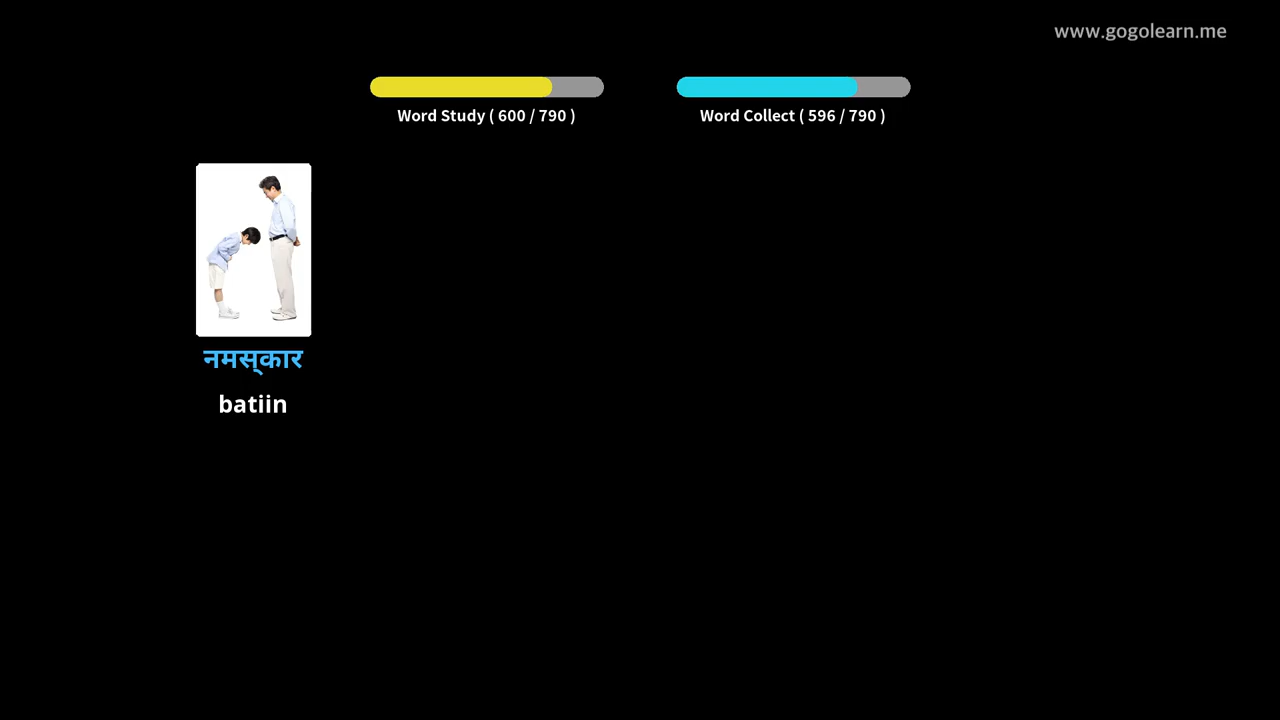 www.gogolearn.me
Word Study ( 600 / 790 )
Word Collect ( 596 / 790 )
नमस्कार
batiin